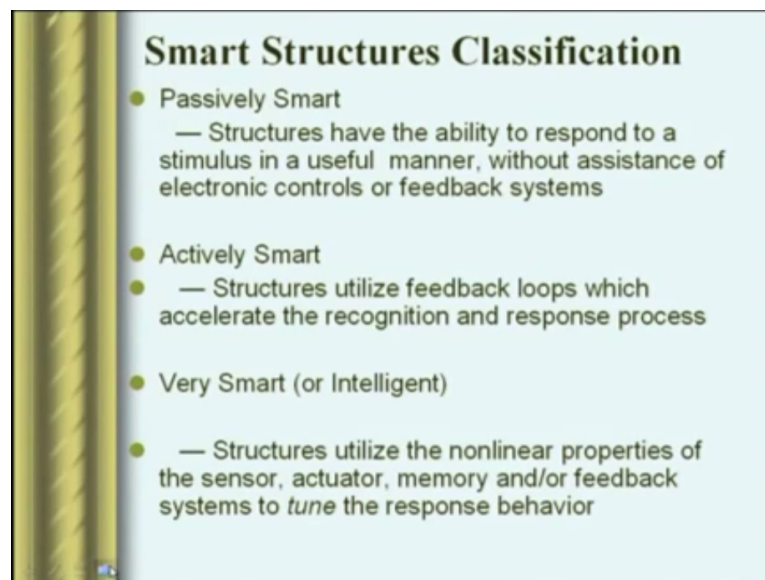 Smart Structures Classification
Passively Smart
— Structures have the ability to respond to a
stimulus in a useful manner, without assistance of
electronic controls or feedback systems
Actively Smart
— Structures utilize feedback loops which
accelerate the recognition and response process
Very Smart (or Intelligent)
— Structures utilize the nonlinear properties of
the sensor, actuator, memory and/or feedback
systems to tune the response behavior